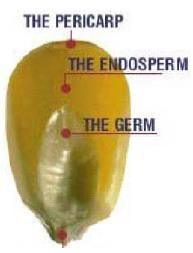 THE PERICARP
THE ENDOSPERM
THE GERM